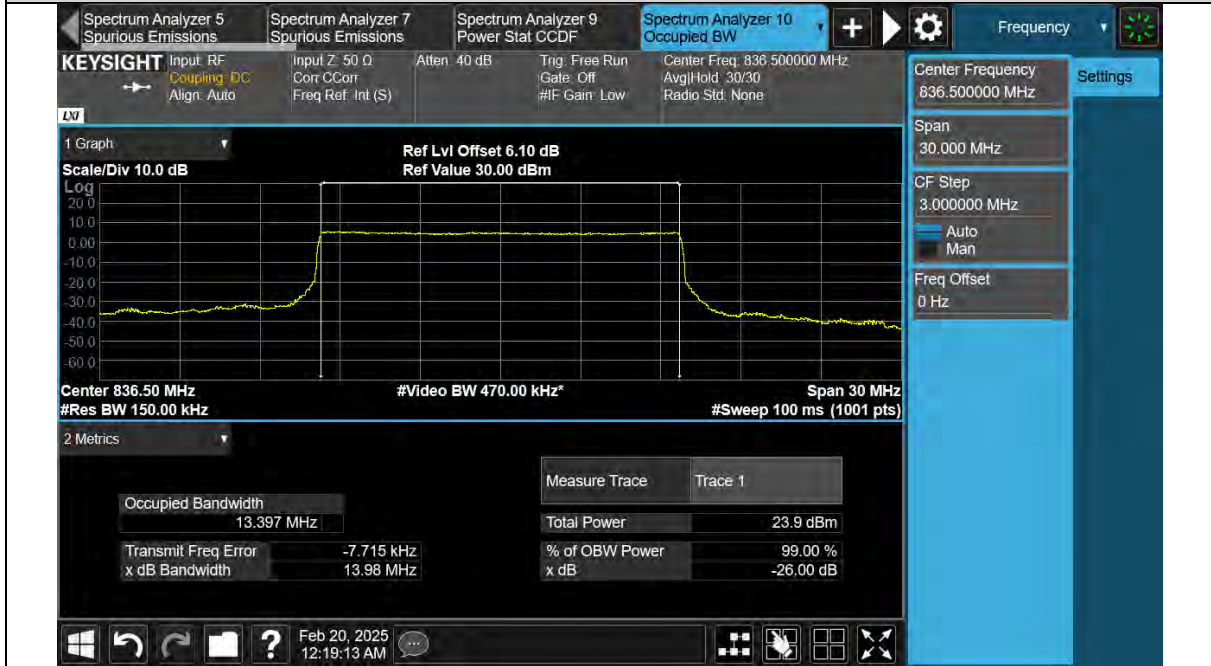 Spectrum Analyzer 5 Spectrum Analyzer 7 Spectrum Analyzer 9 Spectrum Analyzer 10 Frequency
Spurious Emissions Spurious Emissions Power Stat CCDF Occupied BW
KEYSIGHT Input: RF Input Z: 50 Ω Atten: 40 dB Trig: Free Run Center Freq: 836.500000 MHz
Coupling: DC Corr CCorr Gate: Off Avg|Hold: 30/30
Align: Auto Freq Ref: Int (S) #IF Gain: Low Radio Std: None
LXI
Center Frequency Settings
836.500000 MHz
Span
30.000 MHz
CF Step
3.000000 MHz
Auto
Man
Freq Offset
0 Hz
1 Graph Ref Lvl Offset 6.10 dB
Scale/Div 10.0 dB Ref Value 30.00 dBm
Log
20.0
10.0
0.00
-10.0
-20.0
-30.0
-40.0
-50.0
-60.0
Center 836.50 MHz #Video BW 470.00 kHz* Span 30 MHz
#Res BW 150.00 kHz #Sweep 100 ms (1001 pts)
2 Metrics
Measure Trace Trace 1
Occupied Bandwidth
13.397 MHz Total Power 23.9 dBm
Transmit Freq Error -7.715 kHz % of OBW Power 99.00 %
x dB Bandwidth 13.98 MHz x dB -26.00 dB
? Feb 20, 2025
12:19:13 AM